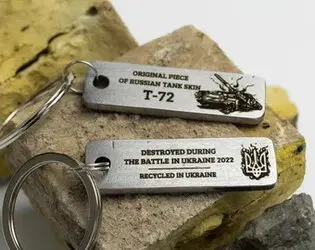 ORIGINAL PIECE
OF RUSSIAN TANK SKIN
T-72
DESTROYED DURING
THE BATTLE IN UKRAINE 2022
RECYCLED IN UKRAINE